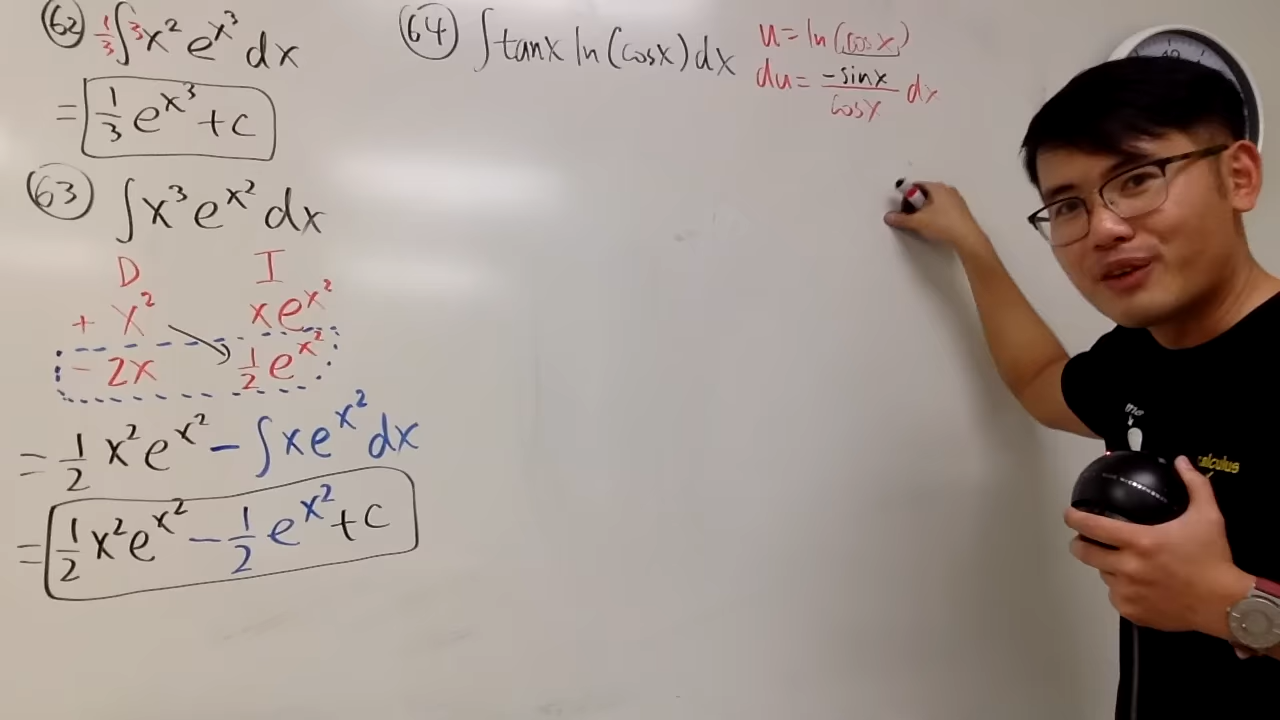 62 1/3 ∫ 3x² e^(x³) dx
= 1/3 e^(x³) + c
63 ∫ x³ e^(x²) dx
D I
+ x² x e^(x²)
- 2x 1/2 e^(x²)
= 1/2 x² e^(x²) - ∫ x e^(x²) dx
= 1/2 x² e^(x²) - 1/2 e^(x²) + c
64 ∫ tanx ln(cosx) dx
u = ln(cosx)
du = -sinx/cosx dx
calculus